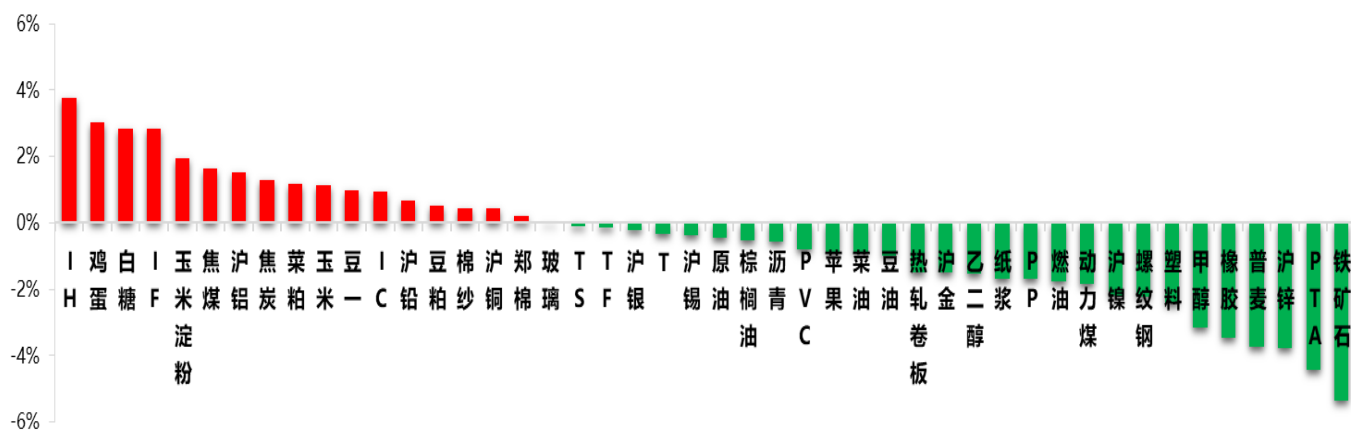 6%
4%
2%
0%
-2%
-4%
-6%
IH
鸡蛋
白糖
IF
玉米淀粉
焦煤
沪铝
焦炭
菜粕
玉米
豆一
IC
沪铅
豆粕
棉纱
沪铜
郑棉
玻璃
TS
TF
沪银
T
沪锡
原油
棕榈油
沥青
PVC
苹果
菜油
豆油
热轧卷板
沪金
乙二醇
纸浆
PP
燃油
动力煤
沪镍
螺纹钢
塑料
甲醇
橡胶
普麦
沪锌
PTA
铁矿石